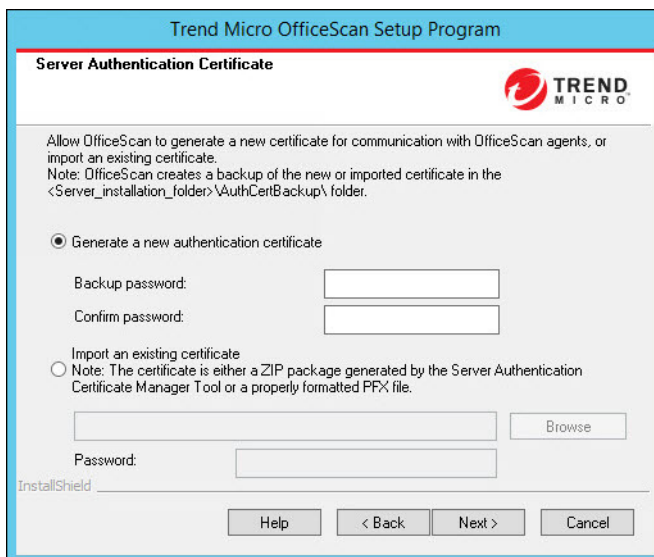 Trend Micro OfficeScan Setup Program
Server Authentication Certificate
TREND
MICRO
Allow OfficeScan to generate a new certificate for communication with OfficeScan agents, or
import an existing certificate.
Note: OfficeScan creates a backup of the new or imported certificate in the
<Server_installation_folder>\AuthCertBackup\ folder.
Generate a new authentication certificate
Backup password:
Confirm password:
Import an existing certificate
Note: The certificate is either a ZIP package generated by the Server Authentication
Certificate Manager Tool or a properly formatted PFX file.
Browse
Password:
InstallShield
Help
< Back
Next >
Cancel